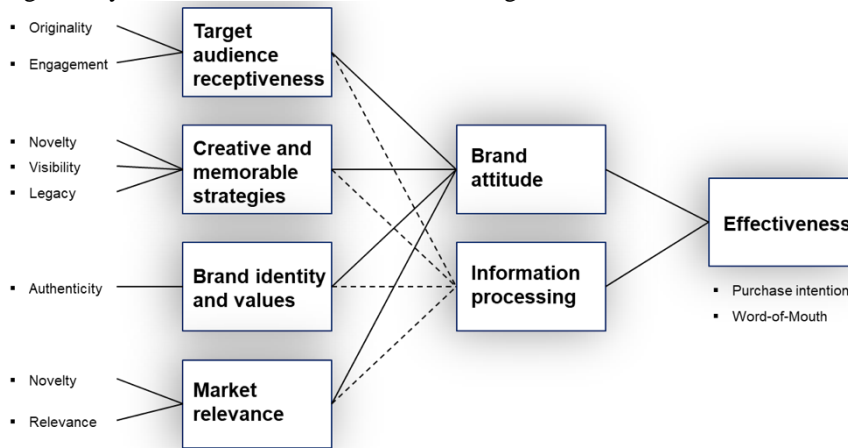 Originality
Engagement
Target
audience
receptiveness
Novelty
Visibility
Legacy
Creative and
memorable
strategies
Authenticity
Brand identity
and values
Novelty
Relevance
Market
relevance
Brand
attitude
Information
processing
Effectiveness
Purchase intention
Word-of-Mouth